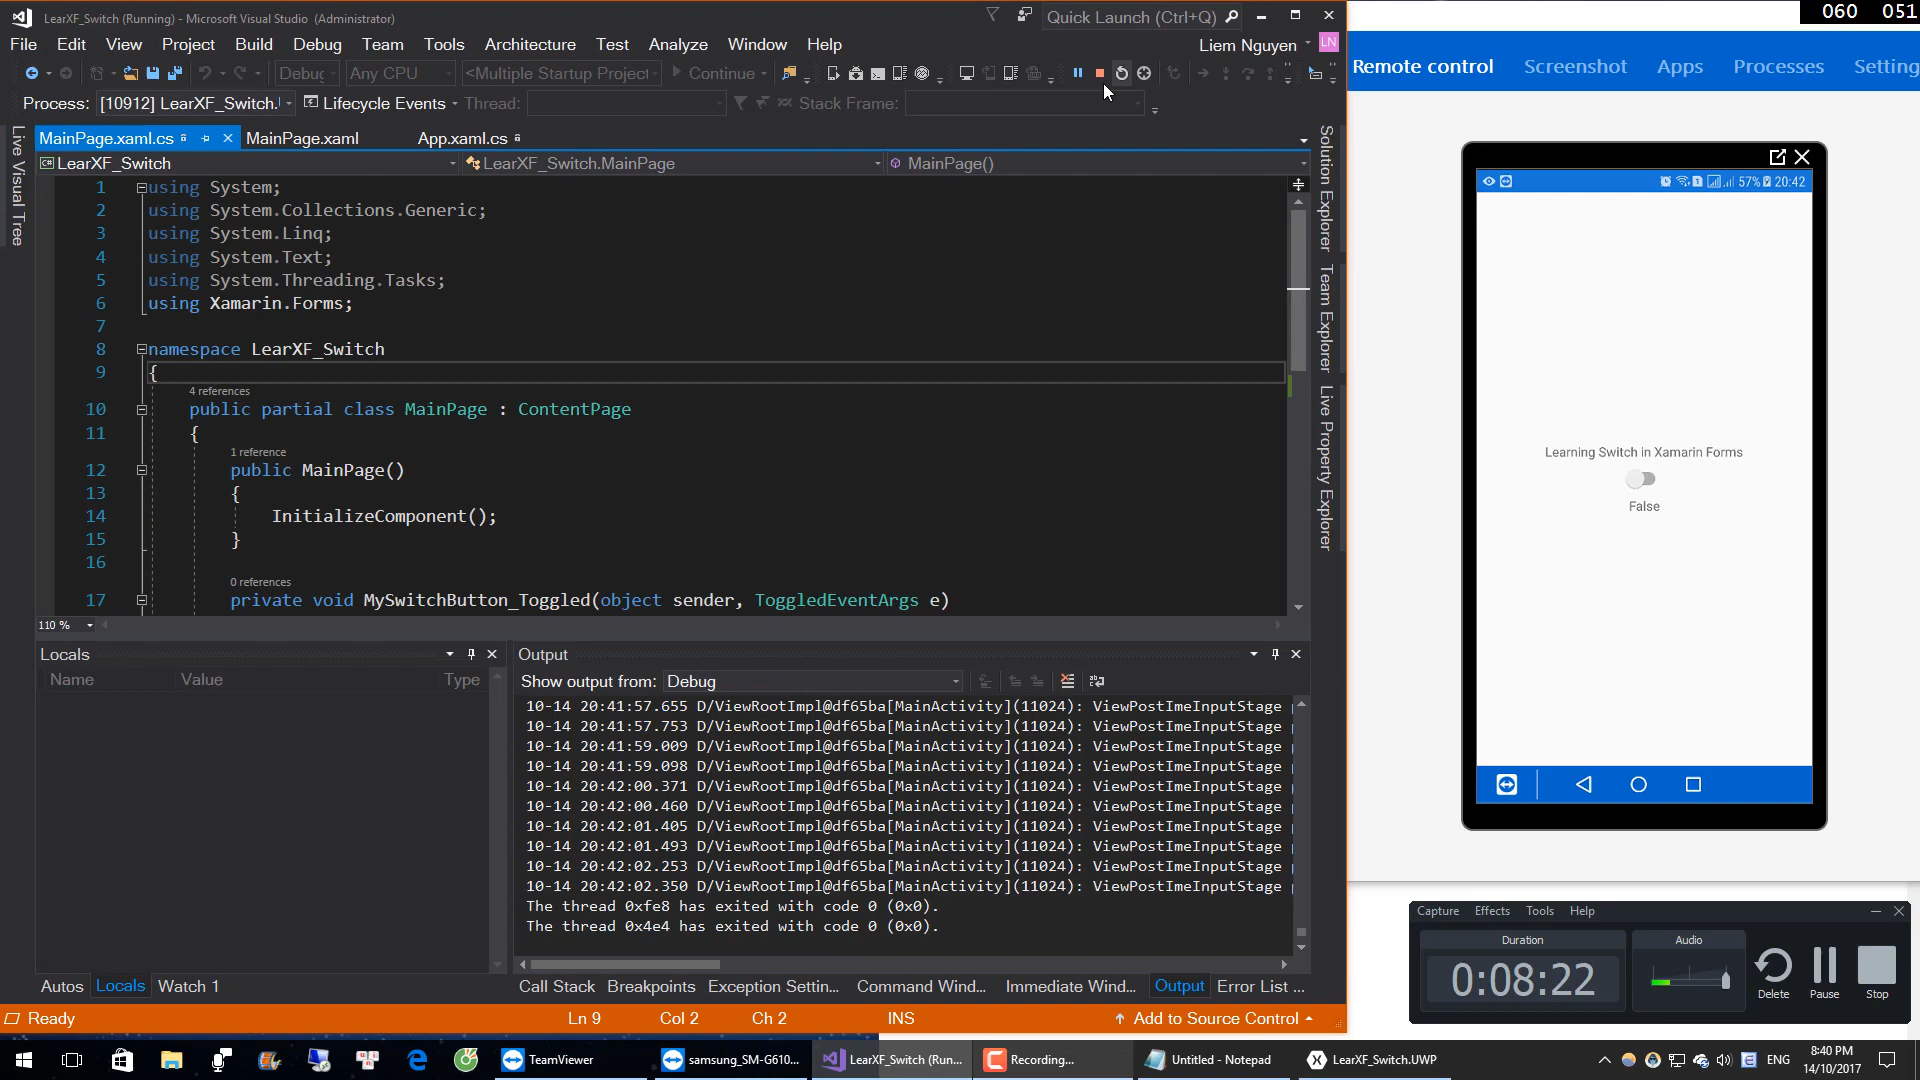 LearXF_Switch (Running) - Microsoft Visual Studio (Administrator)
Quick Launch (Ctrl+Q)
060 051
File Edit View Project Build Debug Team Tools Architecture Test Analyze Window Help
Liem Nguyen LN
Debug Any CPU <Multiple Startup Project Continue
Process: [10912] LearXF_Switch. Lifecycle Events Thread: Stack Frame:
Remote control Screenshot Apps Processes Setting
MainPage.xaml.cs MainPage.xaml App.xaml.cs
LearXF_Switch LearXF_Switch.MainPage MainPage()
Live Visual Tree
Solution Explorer
Team Explorer
Live Property Explorer
1 using System;
2 using System.Collections.Generic;
3 using System.Linq;
4 using System.Text;
5 using System.Threading.Tasks;
6 using Xamarin.Forms;
7
8 namespace LearXF_Switch
9 {
4 references
10 public partial class MainPage : ContentPage
11 {
1 reference
12 public MainPage()
13 {
14 InitializeComponent();
15 }
16
0 references
17 private void MySwitchButton_Toggled(object sender, ToggledEventArgs e)
110 %
57% 20:42
Learning Switch in Xamarin Forms
False
Locals
Name Value Type
Output
Show output from: Debug
10-14 20:41:57.655 D/ViewRootImpl@df65ba[MainActivity](11024): ViewPostImeInputStage
10-14 20:41:57.753 D/ViewRootImpl@df65ba[MainActivity](11024): ViewPostImeInputStage
10-14 20:41:59.009 D/ViewRootImpl@df65ba[MainActivity](11024): ViewPostImeInputStage
10-14 20:41:59.098 D/ViewRootImpl@df65ba[MainActivity](11024): ViewPostImeInputStage
10-14 20:42:00.371 D/ViewRootImpl@df65ba[MainActivity](11024): ViewPostImeInputStage
10-14 20:42:00.460 D/ViewRootImpl@df65ba[MainActivity](11024): ViewPostImeInputStage
10-14 20:42:01.405 D/ViewRootImpl@df65ba[MainActivity](11024): ViewPostImeInputStage
10-14 20:42:01.493 D/ViewRootImpl@df65ba[MainActivity](11024): ViewPostImeInputStage
10-14 20:42:02.253 D/ViewRootImpl@df65ba[MainActivity](11024): ViewPostImeInputStage
10-14 20:42:02.350 D/ViewRootImpl@df65ba[MainActivity](11024): ViewPostImeInputStage
The thread 0xfe8 has exited with code 0 (0x0).
The thread 0x4e4 has exited with code 0 (0x0).
Autos Locals Watch 1
Call Stack Breakpoints Exception Settin... Command Wind... Immediate Wind... Output Error List ...
Capture Effects Tools Help
Duration Audio
0:08:22
Delete Pause Stop
Ready Ln 9 Col 2 Ch 2 INS Add to Source Control
TeamViewer samsung_SM-G610... LearXF_Switch (Run... Recording... Untitled - Notepad LearXF_Switch.UWP
ENG 8:40 PM
14/10/2017